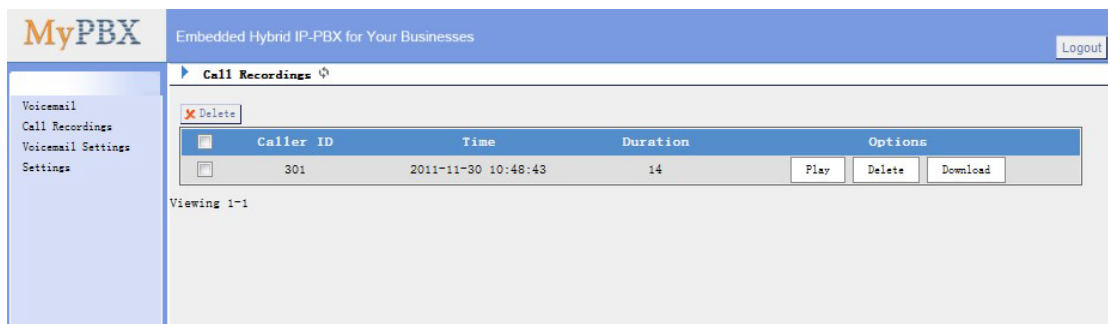 MyPBX
Embedded Hybrid IP-PBX for Your Businesses
Logout
Voicemail
Call Recordings
Voicemail Settings
Settings
Call Recordings
Delete
Caller ID Time Duration Options
301 2011-11-30 10:48:43 14 Play Delete Download
Viewing 1-1